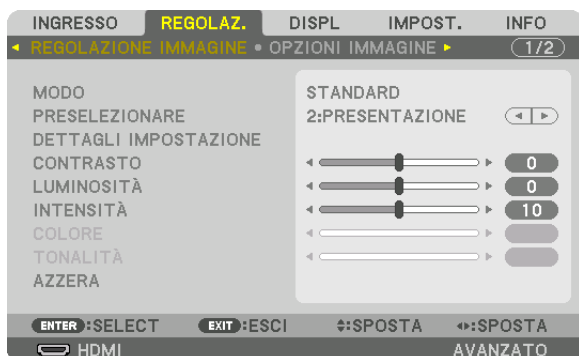 INGRESSO REGOLAZ. DISPL IMPOST. INFO
REGOLAZIONE IMMAGINE OPZIONI IMMAGINE 1/2
MODO STANDARD
PRESELEZIONARE 2:PRESENTAZIONE
DETTAGLI IMPOSTAZIONE
CONTRASTO 0
LUMINOSITÀ 0
INTENSITÀ 10
COLORE
TONALITÀ
AZZERA
ENTER :SELECT EXIT :ESCI :SPOSTA :SPOSTA
HDMI AVANZATO